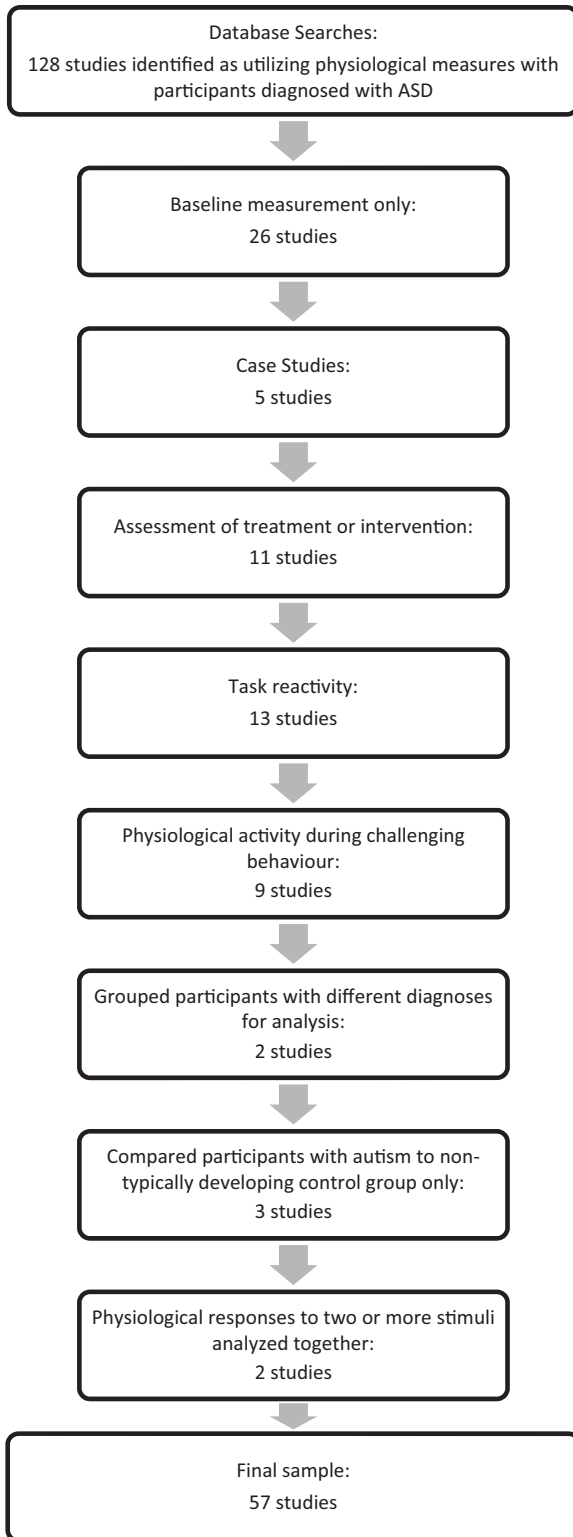 Database Searches:
128 studies identified as utilizing physiological measures with
participants diagnosed with ASD
Baseline measurement only:
26 studies
Case Studies:
5 studies
Assessment of treatment or intervention:
11 studies
Task reactivity:
13 studies
Physiological activity during challenging
behaviour:
9 studies
Grouped participants with different diagnoses
for analysis:
2 studies
Compared participants with autism to non-
typically developing control group only:
3 studies
Physiological responses to two or more stimuli
analyzed together:
2 studies
Final sample:
57 studies